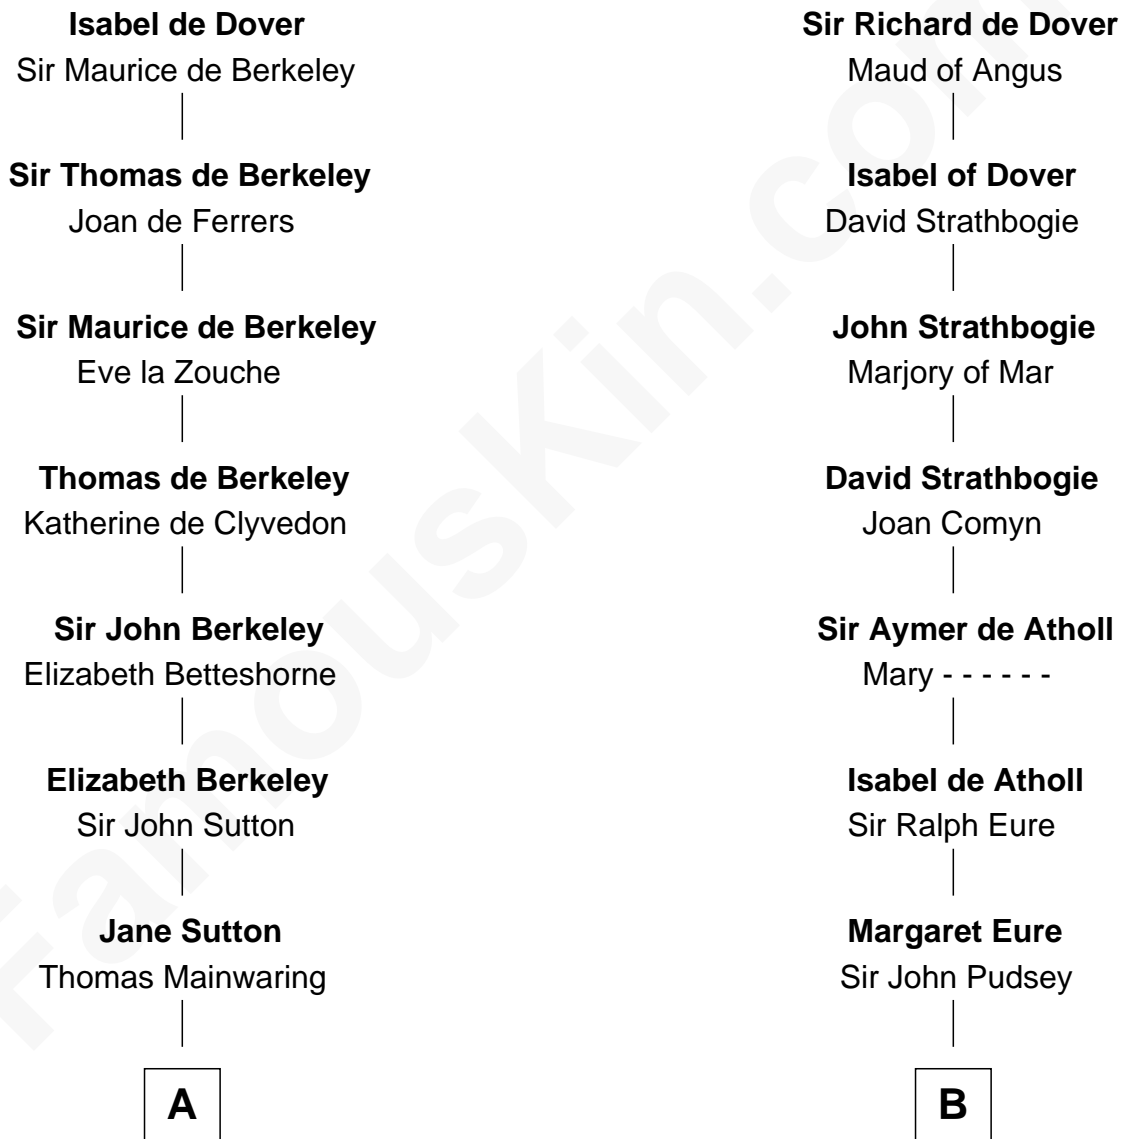 Isabel de Dover
Sir Maurice de Berkeley
Sir Thomas de Berkeley
Joan de Ferrers
Sir Maurice de Berkeley
Eve la Zouche
Thomas de Berkeley
Katherine de Clyvedon
Sir John Berkeley
Elizabeth Betteshorne
Elizabeth Berkeley
Sir John Sutton
Jane Sutton
Thomas Mainwaring
A
Sir Richard de Dover
Maud of Angus
Isabel of Dover
David Strathbogie
John Strathbogie
Marjory of Mar
David Strathbogie
Joan Comyn
Sir Aymer de Atholl
Mary - - - - - -
Isabel de Atholl
Sir Ralph Eure
Margaret Eure
Sir John Pudsey
B
FamousKin.com